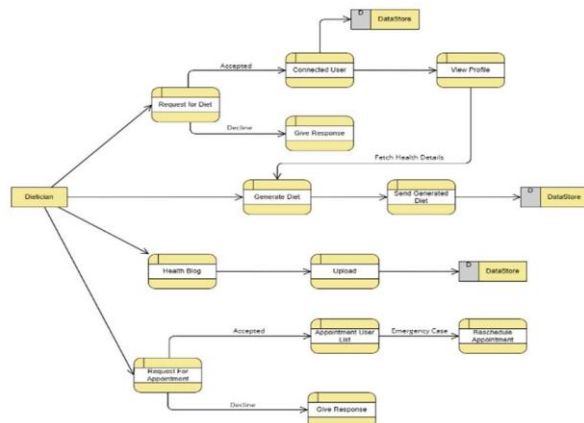 D
DataStore
Accepted
Connected User
View Profile
Request for Diet
Decline
Give Response
Fetch Health Details
Dietician
Generate Diet
Send Generated
Diet
D
DataStore
Health Blog
Upload
D
DataStore
Accepted
Appointment User
List
Emergency Case
Reschedule
Appointment
Request For
Appointment
Decline
Give Response